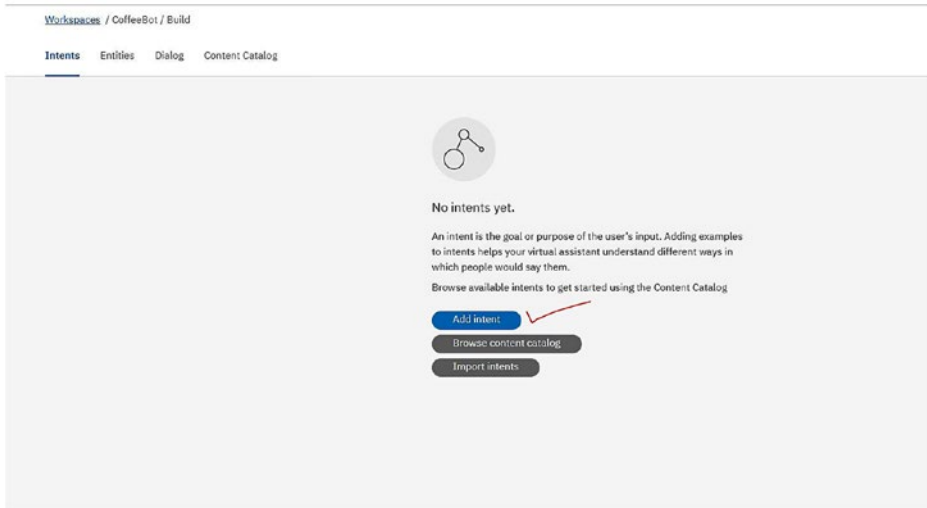 Workspaces / CoffeeBot / Build
Intents Entities Dialog Content Catalog
No intents yet.
An intent is the goal or purpose of the user's input. Adding examples
to intents helps your virtual assistant understand different ways in
which people would say them.
Browse available intents to get started using the Content Catalog
Add intent
Browse content catalog
Import intents